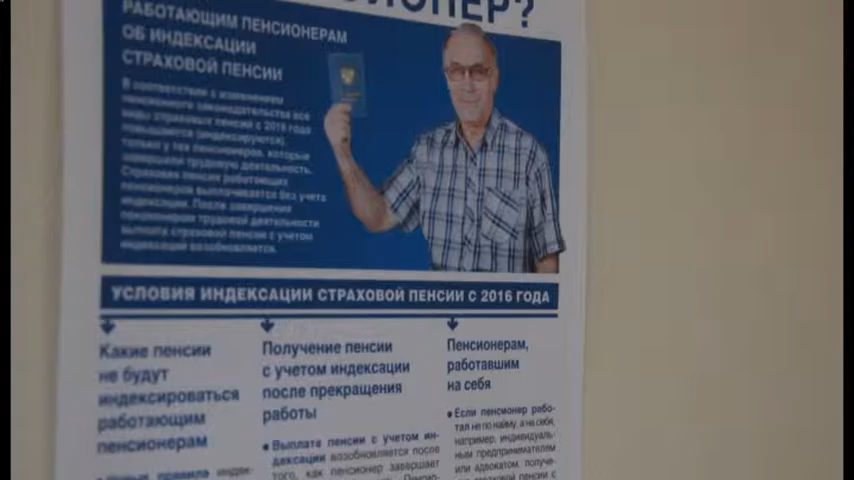 ПЕНСИОНЕР?
РАБОТАЮЩИМ ПЕНСИОНЕРАМ
ОБ ИНДЕКСАЦИИ
СТРАХОВОЙ ПЕНСИИ
В соответствии с изменением
пенсионного законодательства все
виды страховых пенсий с 2016 года
повышаются (индексируются)
только у тех пенсионеров, которые
завершили трудовую деятельность.
Страховая пенсия работающих
пенсионеров выплачивается без учета
индексации. После завершения
пенсионерам трудовой деятельности
выплата страховой пенсии с учетом
индексаций возобновляется.
УСЛОВИЯ ИНДЕКСАЦИИ СТРАХОВОЙ ПЕНСИИ С 2016 ГОДА
Какие пенсии
не будут
индексироваться
работающим
пенсионерам
Получение пенсии
с учетом индексации
после прекращения
работы
• Выплата пенсии с учетом ин-
дексации возобновляется после
того, как пенсионер завершает
Пенсионерам,
работавшим
на себя
• Если пенсионер рабо-
тал не по найму, а на себя,
например, индивидуаль-
ным предпринимателем
или адвокатом, получе-
страховой пенсии с